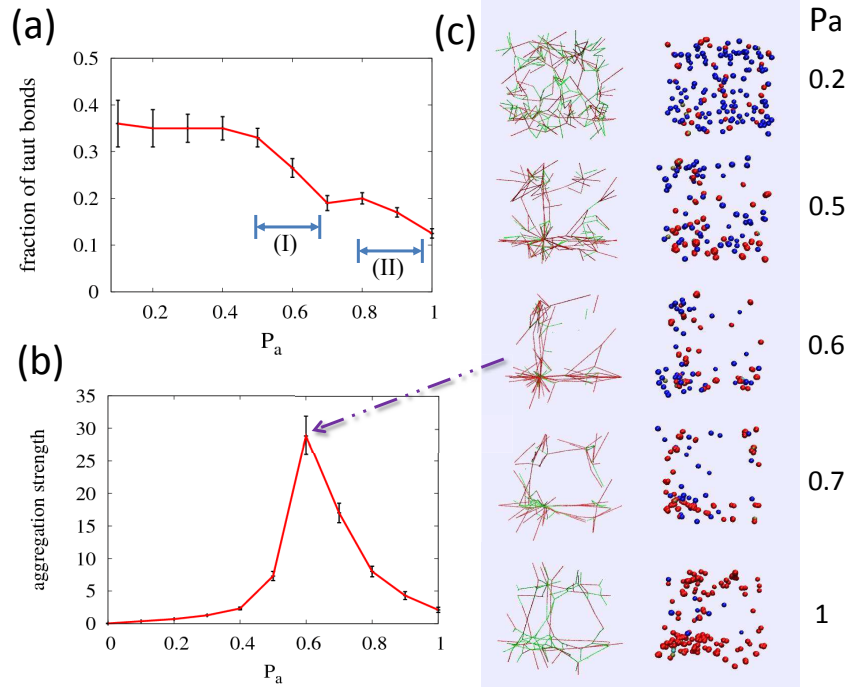 (a)
fraction of taut bonds
0.5
0.4
0.3
0.2
0.1
0
(I)
(II)
0.2 0.4 0.6 0.8 1
Pa
(b)
aggregation strength
35
30
25
20
15
10
5
0
0 0.2 0.4 0.6 0.8 1
Pa
(c)
Pa
0.2
0.5
0.6
0.7
1